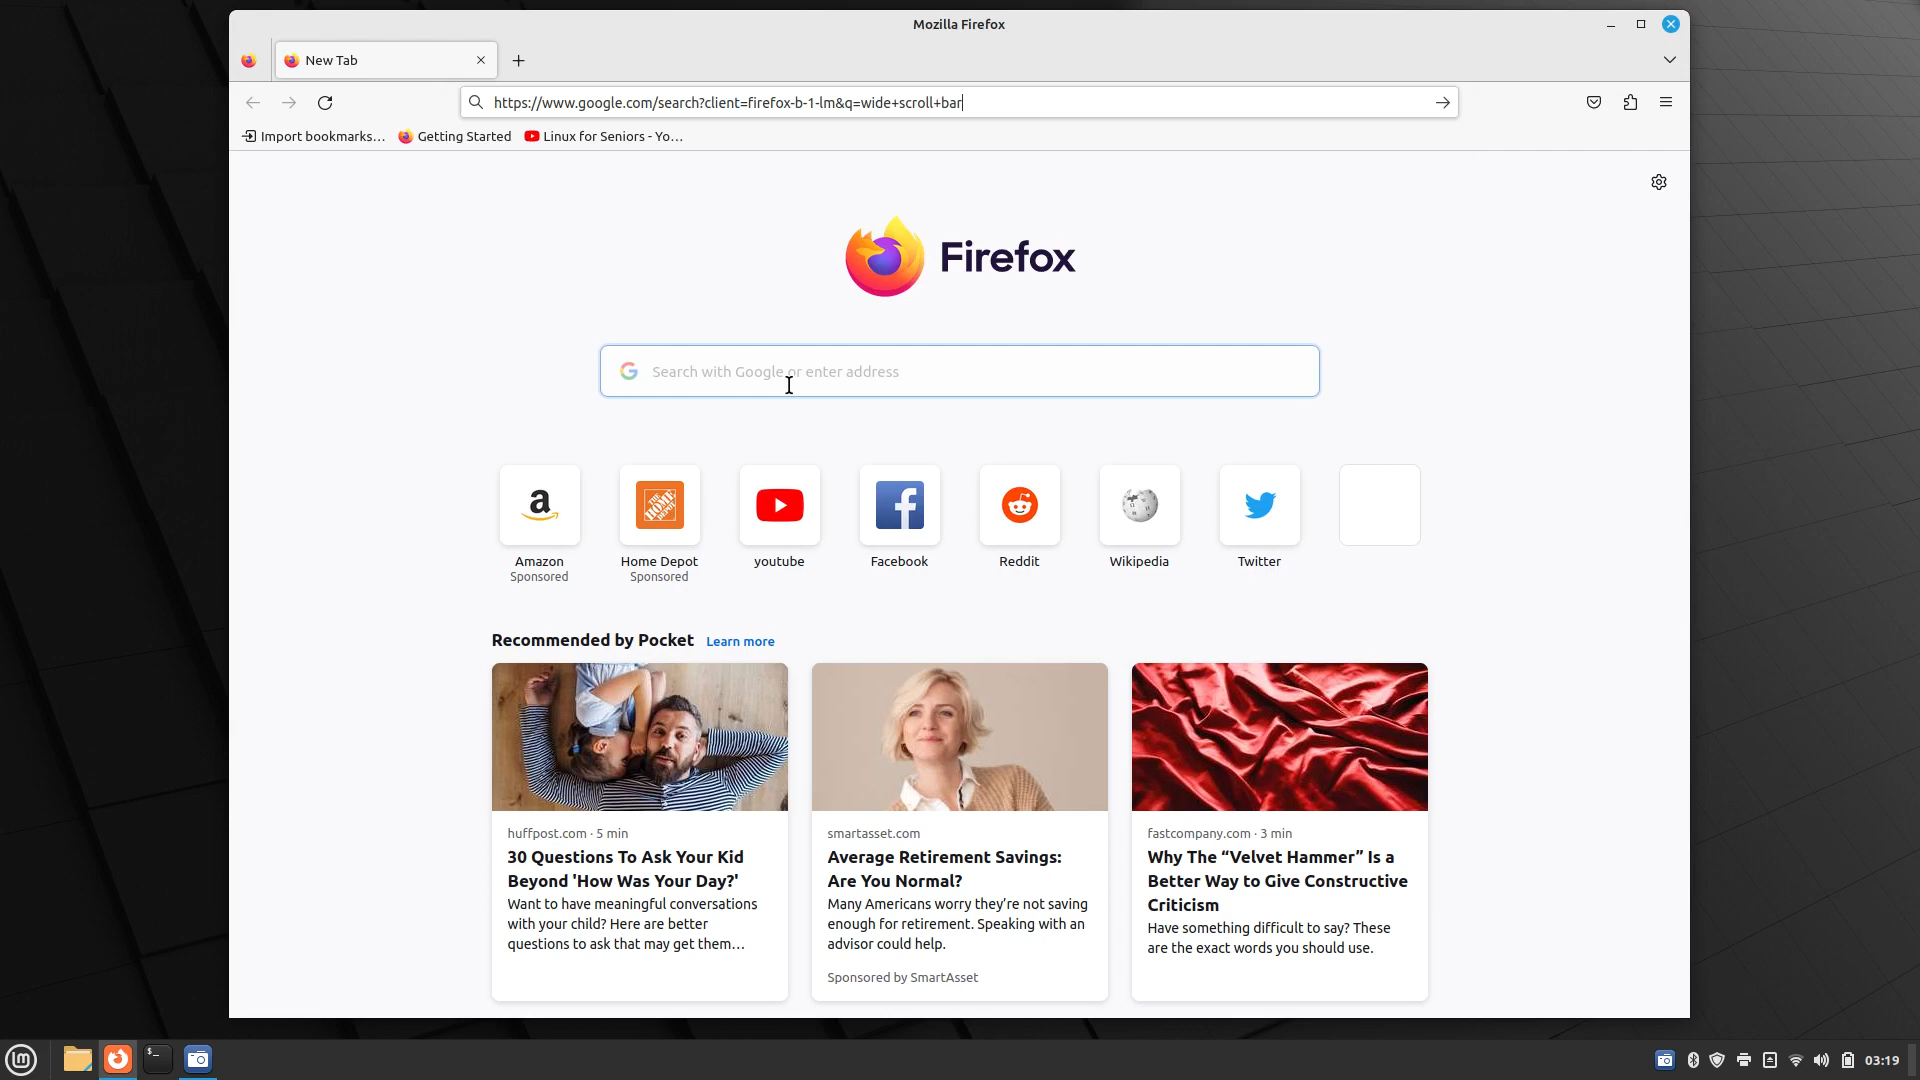 Mozilla Firefox
New Tab
https://www.google.com/search?client=firefox-b-1-lm&q=wide+scroll+bar
Import bookmarks... Getting Started Linux for Seniors - Yo...
Firefox
Search with Google or enter address
Amazon Home Depot youtube Facebook Reddit Wikipedia Twitter
Sponsored Sponsored
Recommended by Pocket Learn more
huffpost.com · 5 min
30 Questions To Ask Your Kid
Beyond 'How Was Your Day?'
Want to have meaningful conversations
with your child? Here are better
questions to ask that may get them...
smartasset.com
Average Retirement Savings:
Are You Normal?
Many Americans worry they're not saving
enough for retirement. Speaking with an
advisor could help.
Sponsored by SmartAsset
fastcompany.com · 3 min
Why The “Velvet Hammer” Is a
Better Way to Give Constructive
Criticism
Have something difficult to say? These
are the exact words you should use.
03:19